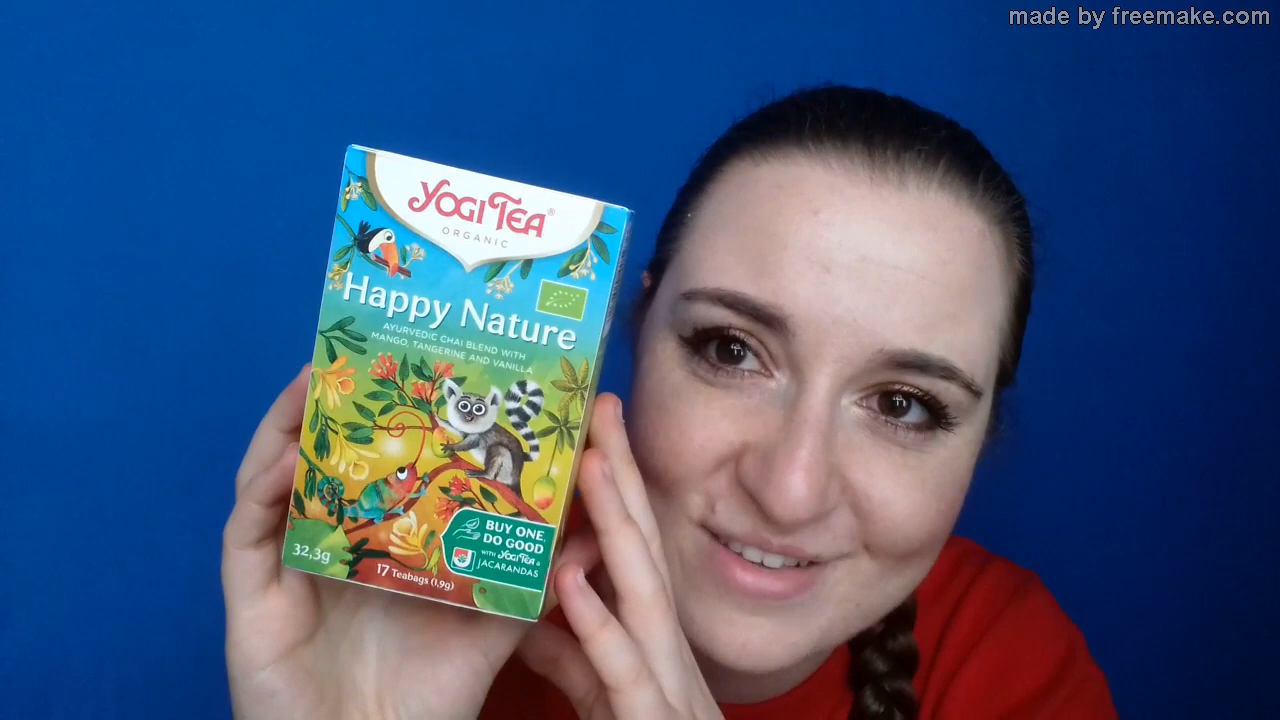 made by freemake.com
YOGI TEA®
ORGANIC
Happy Nature
AYURVEDIC CHAI BLEND WITH
MANGO, TANGERINE AND VANILLA
BUY ONE,
DO GOOD
WITH YOGI TEA &
JACARANDAS
32,3g
17 Teabags (1,9g)